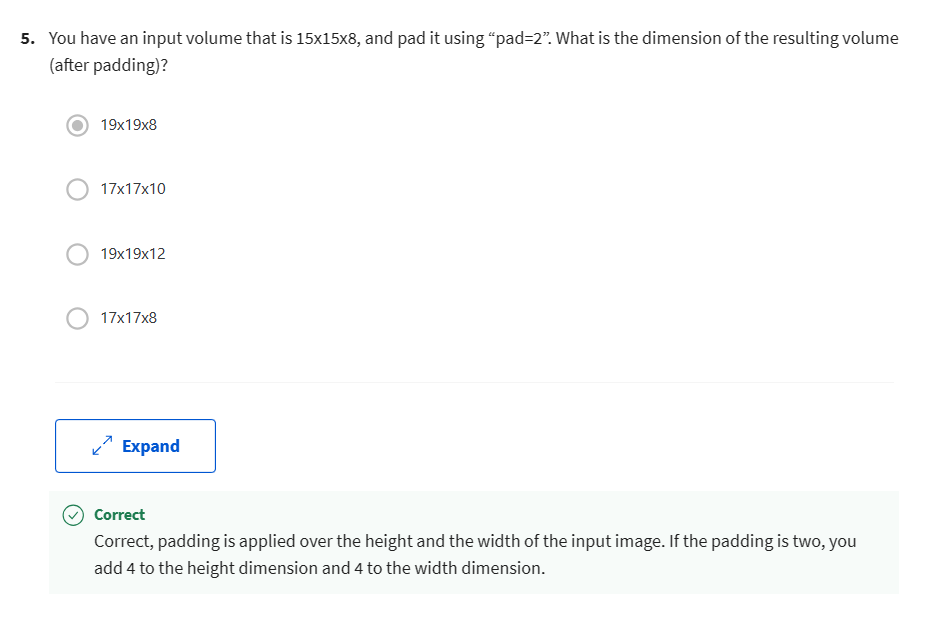 5. You have an input volume that is 15x15x8, and pad it using “pad=2”. What is the dimension of the resulting volume
(after padding)?
19x19x8
17x17x10
19x19x12
17x17x8
Expand
Correct
Correct, padding is applied over the height and the width of the input image. If the padding is two, you
add 4 to the height dimension and 4 to the width dimension.